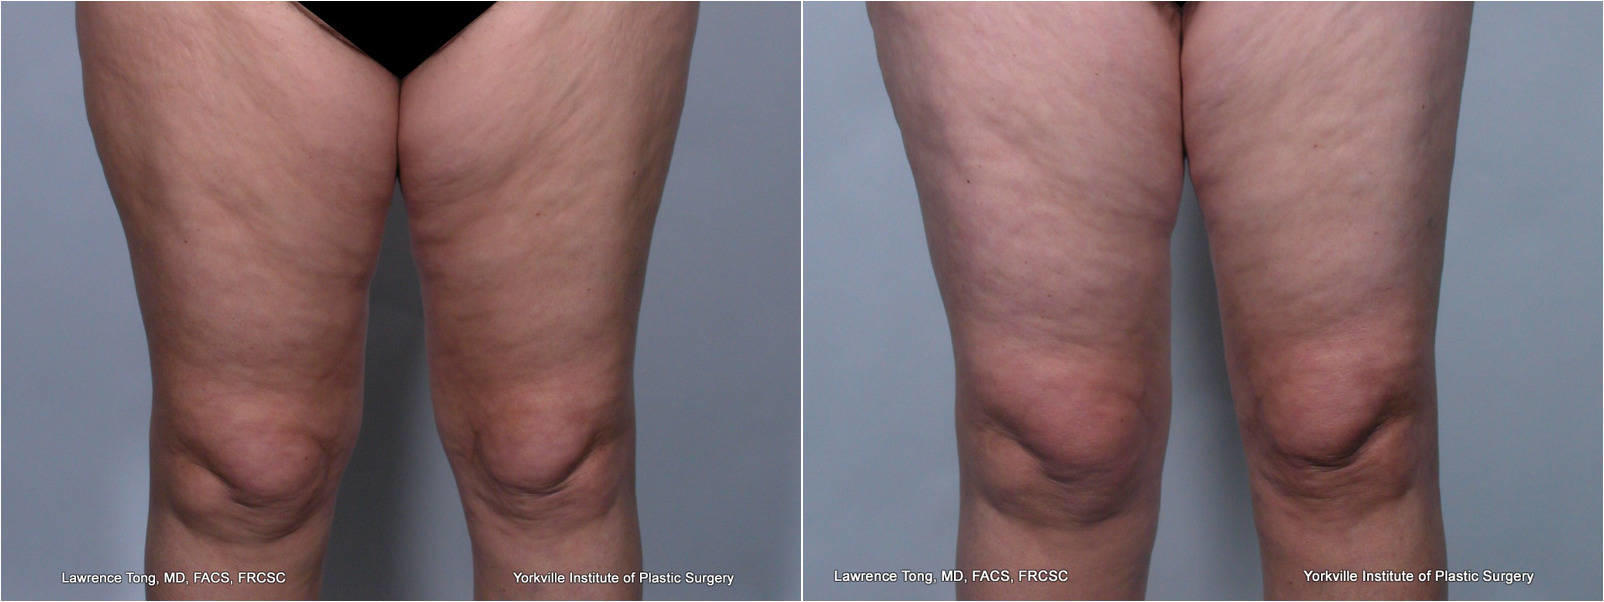 Lawrence Tong, MD, FACS, FRCSC
Yorkville Institute of Plastic Surgery
Lawrence Tong, MD, FACS, FRCSC
Yorkville Institute of Plastic Surgery